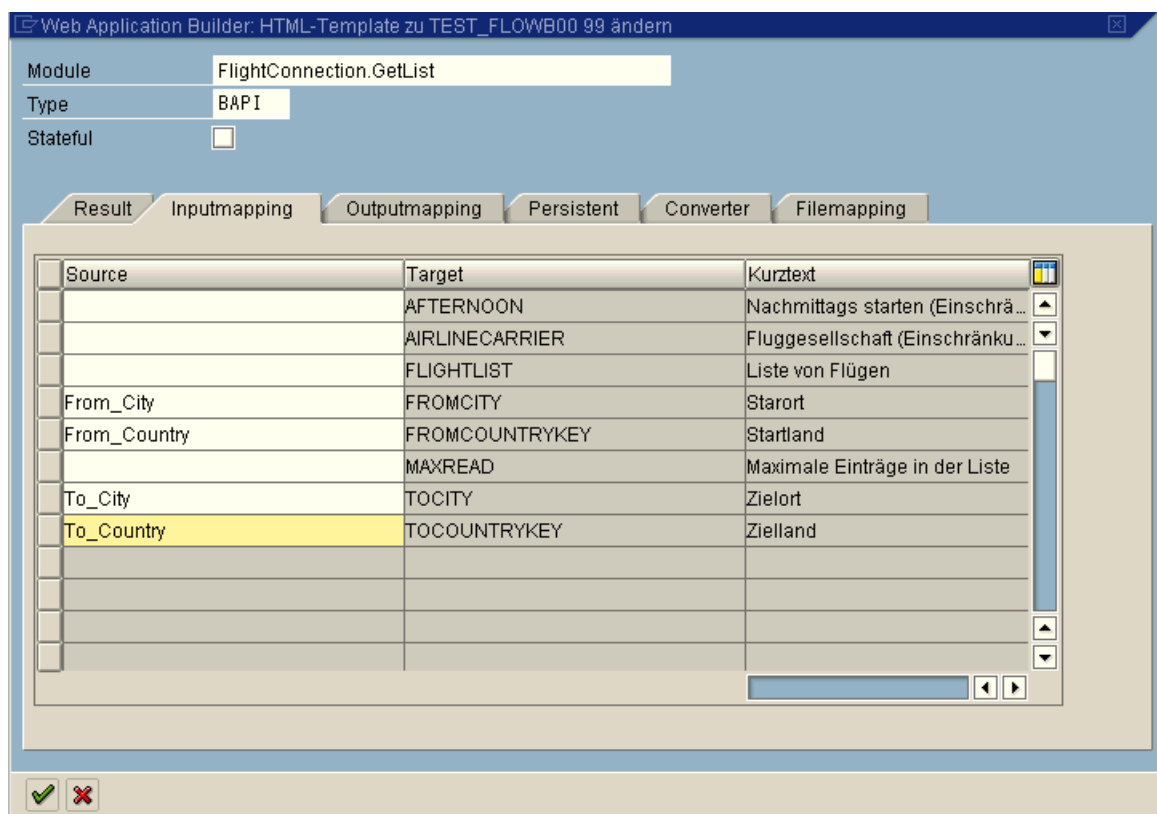 Web Application Builder: HTML-Template zu TEST_FLOWB00 99 ändern
Module FlightConnection.GetList
Type BAPI
Stateful
Result Inputmapping Outputmapping Persistent Converter Filemapping
Source Target Kurztext
AFTERNOON Nachmittags starten (Einschrä...
AIRLINECARRIER Fluggesellschaft (Einschränku...
FLIGHTLIST Liste von Flügen
From_City FROMCITY Starort
From_Country FROMCOUNTRYKEY Startland
MAXREAD Maximale Einträge in der Liste
To_City TOCITY Zielort
To_Country TOCOUNTRYKEY Zielland